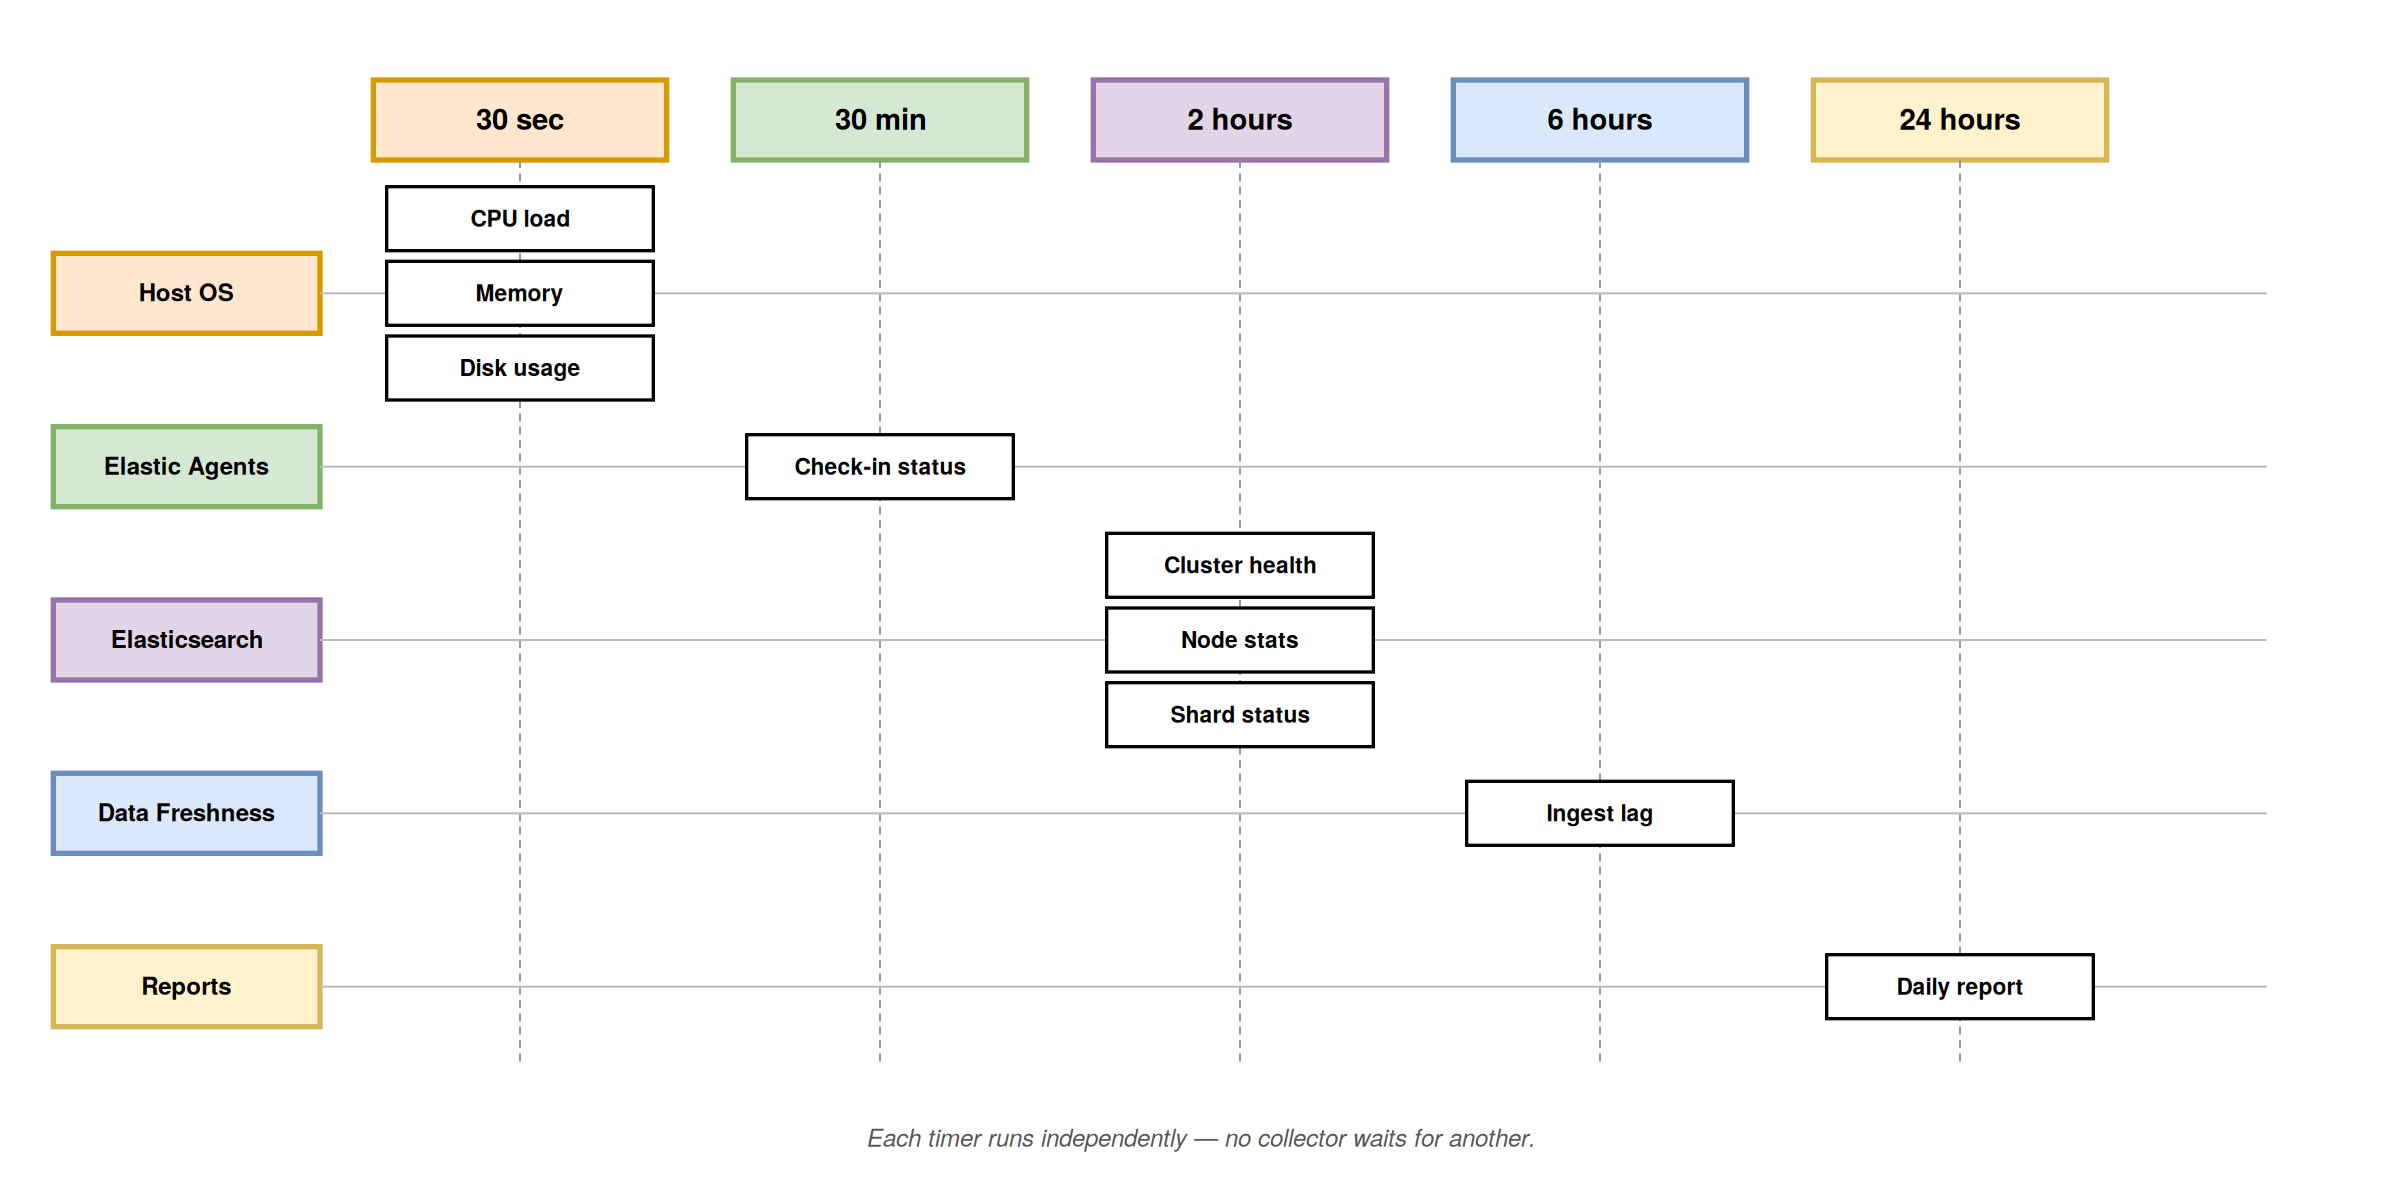 30 sec
30 min
2 hours
6 hours
24 hours
CPU load
Host OS
Memory
Disk usage
Elastic Agents
Check-in status
Cluster health
Elasticsearch
Node stats
Shard status
Data Freshness
Ingest lag
Reports
Daily report
Each timer runs independently — no collector waits for another.